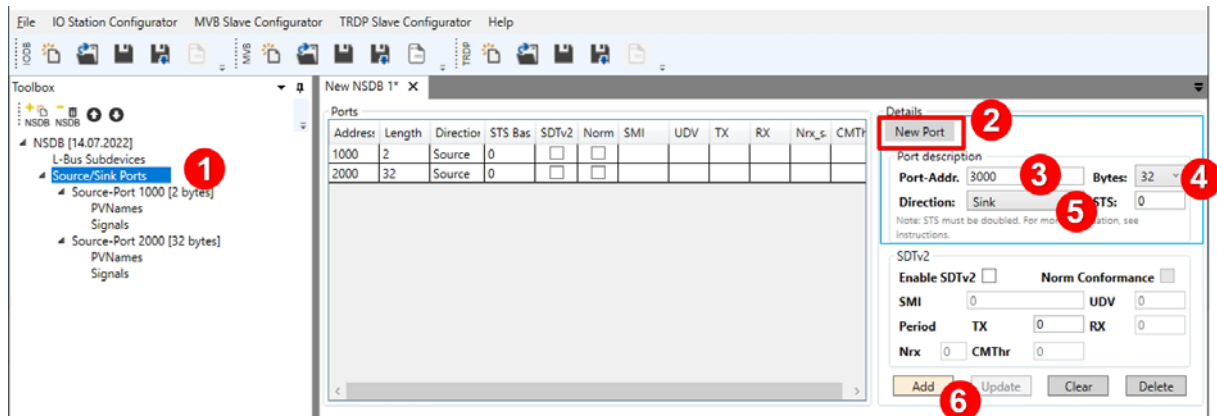 File IO Station Configurator MVB Slave Configurator TRDP Slave Configurator Help
IOOB MVB TRDP
Toolbox
New NSDB 1* X
NSDB NSDB
NSDB [14.07.2022]
L-Bus Subdevices
Source/Sink Ports
1
Source-Port 1000 [2 bytes]
PVNames
Signals
Source-Port 2000 [32 bytes]
PVNames
Signals
Ports
Address Length Direction STS Bas SDTv2 Norm SMI UDV TX RX Nrx_s CMTh
1000 2 Source 0
2000 32 Source 0
Details
New Port
2
Port description
Port-Addr. 3000 3 Bytes: 32 4
Direction: Sink 5 STS: 0
Note: STS must be doubled. For more information, see
instructions.
SDTv2
Enable SDTv2 Norm Conformance
SMI 0 UDV 0
Period TX 0 RX 0
Nrx 0 CMThr 0
Add Update Clear Delete
6